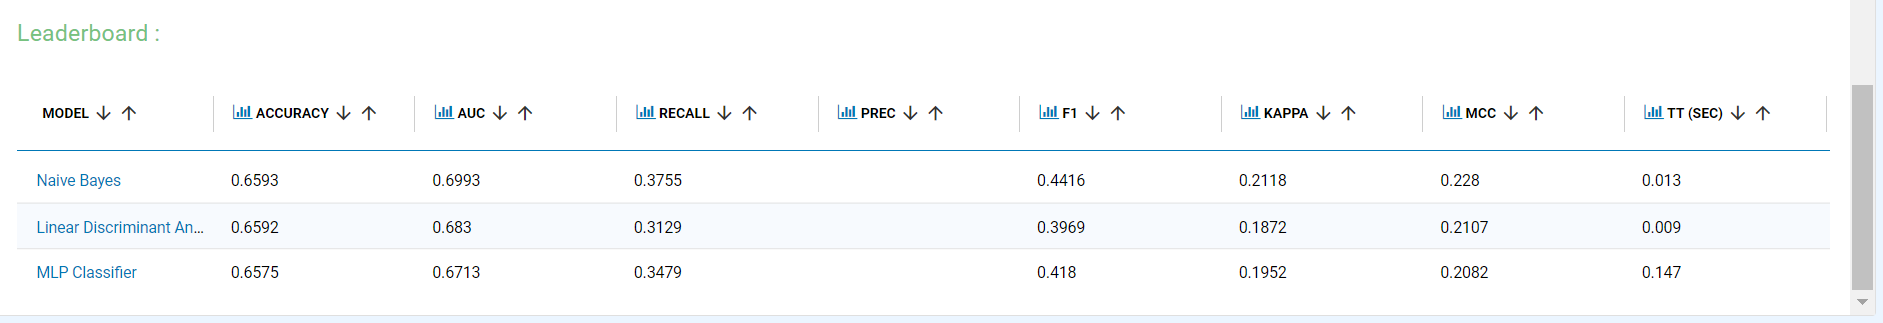 Leaderboard :
MODEL ACCURACY AUC RECALL PREC F1 KAPPA MCC TT (SEC)
Naive Bayes 0.6593 0.6993 0.3755 0.4416 0.2118 0.228 0.013
Linear Discriminant An... 0.6592 0.683 0.3129 0.3969 0.1872 0.2107 0.009
MLP Classifier 0.6575 0.6713 0.3479 0.418 0.1952 0.2082 0.147